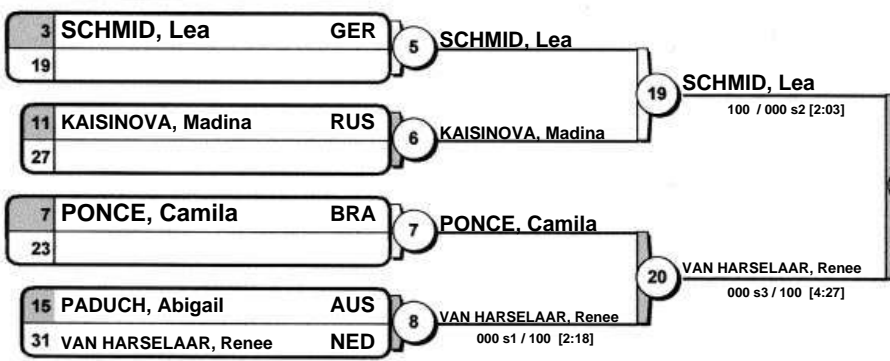 3 SCHMID, Lea GER
19
5 SCHMID, Lea
11 KAISINOVA, Madina RUS
27
6 KAISINOVA, Madina
19 SCHMID, Lea
100 / 000 s2 [2:03]
7 PONCE, Camila BRA
23
7 PONCE, Camila
15 PADUCH, Abigail AUS
31 VAN HARSELAAR, Renee NED
8 VAN HARSELAAR, Renee
000 s1 / 100 [2:18]
20 VAN HARSELAAR, Renee
000 s3 / 100 [4:27]